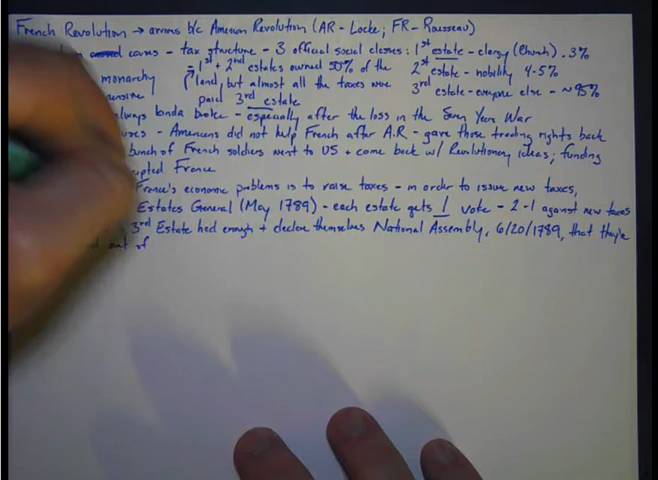 French Revolution → arrives b/c American Revolution (AR - Locke; FR - Rousseau)
causes - tax structure - 3 official social classes: 1st estate - clergy (Church) .3%
1st + 2nd estates owned 50% of the 2nd estate - nobility 4-5%
monarchy land, but almost all the taxes were 3rd estate - everyone else - ~95%
paid 3rd estate
always kinda broke - especially after the loss in the Seven Years War
- Americans did not help French after A.R - gave those trading rights back
bunch of French soldiers went to US + come back w/ Revolutionary ideas; funding
France
France's economic problems is to raise taxes - in order to issue new taxes,
Estates General (May 1789) - each estate gets 1 vote - 2-1 against new taxes
3rd Estate had enough + declare themselves National Assembly, 6/20/1789, that they're
out of